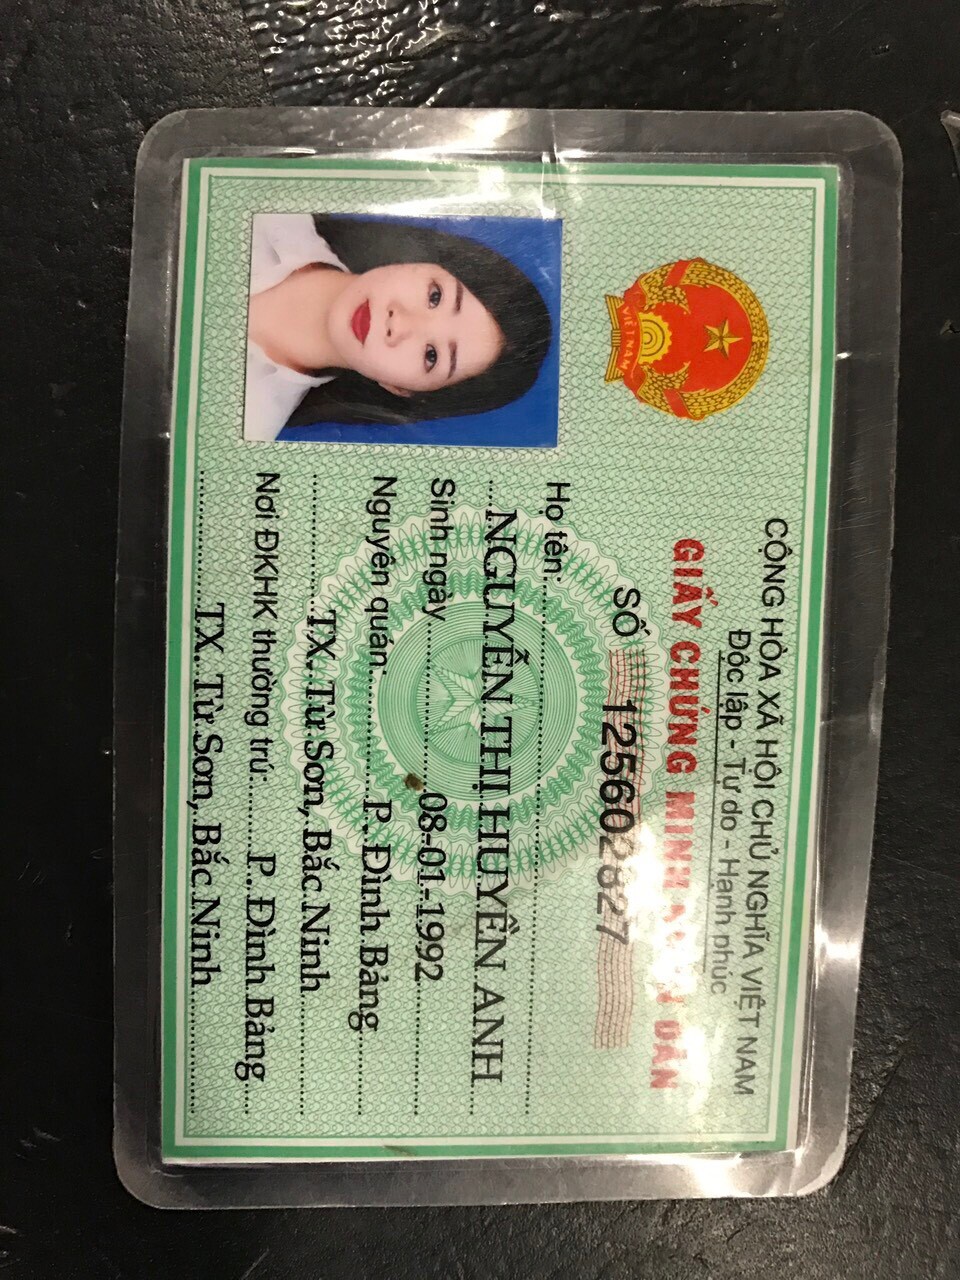 CỘNG HÒA XÃ HỘI CHỦ NGHĨA VIỆT NAM
Độc lập - Tự do - Hạnh phúc
GIẤY CHỨNG MINH DÂN
SỐ
Họ tên:
NGUYỄN THỊ HUYỀN ANH
Sinh ngày 08-01-1992
Nguyên quán: P. Đình Bảng
TX. Từ Sơn, Bắc Ninh
Nơi ĐKHK thường trú: P. Đình Bảng
TX. Từ Sơn, Bắc Ninh
VIỆT NAM